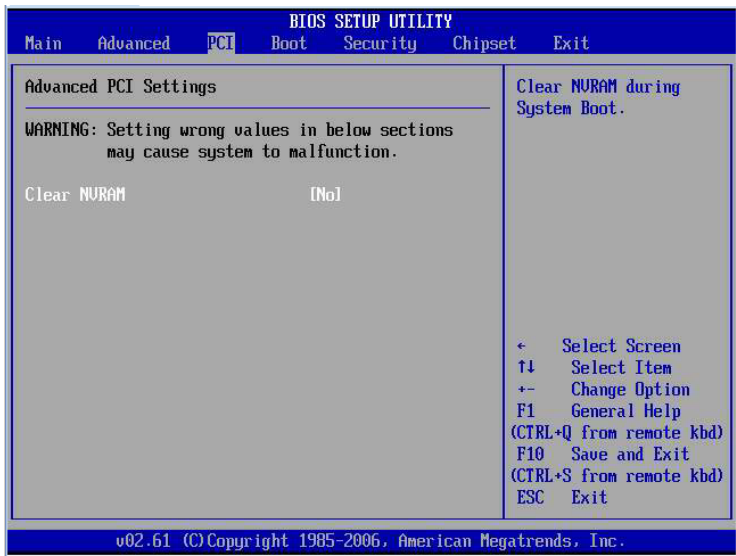 BIOS SETUP UTILITY
Main Advanced PCI Boot Security Chipset Exit
Advanced PCI Settings
WARNING: Setting wrong values in below sections
may cause system to malfunction.
Clear NVRAM [No]
Clear NVRAM during
System Boot.
← Select Screen
↑↓ Select Item
+- Change Option
F1 General Help
(CTRL+Q from remote kbd)
F10 Save and Exit
(CTRL+S from remote kbd)
ESC Exit
v02.61 (C)Copyright 1985-2006, American Megatrends, Inc.